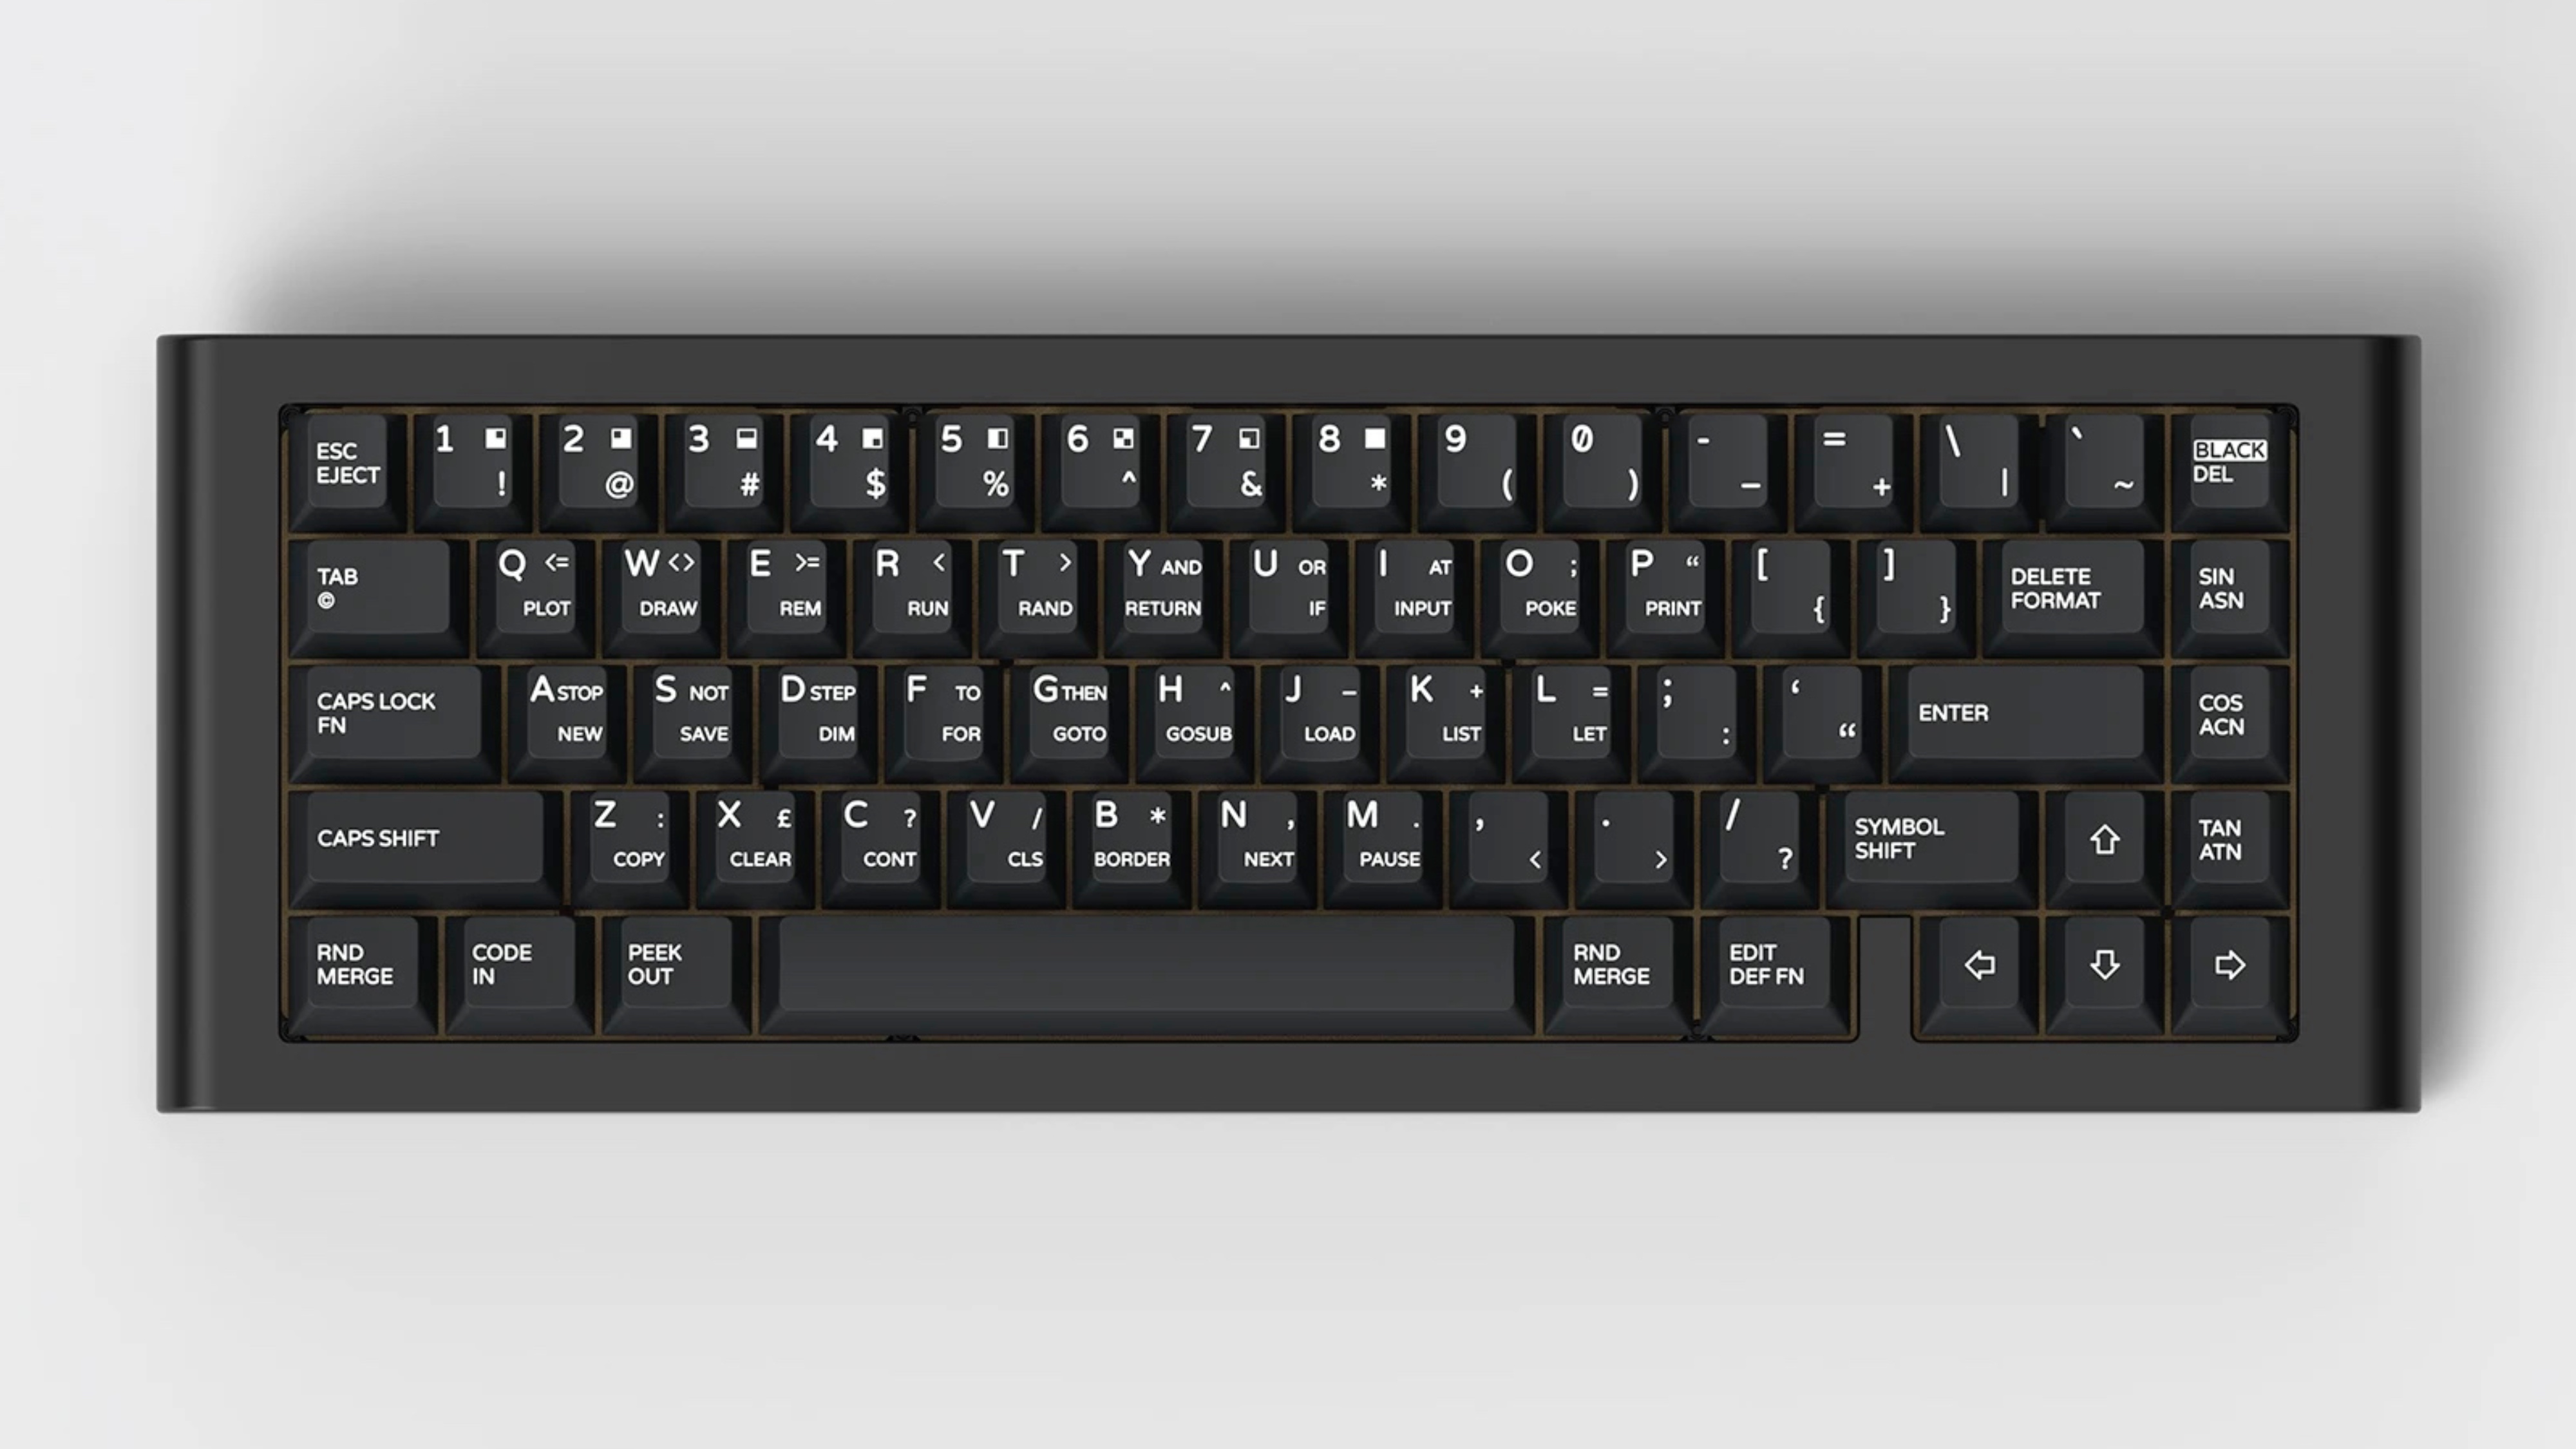 ESC 1 2 3 4 5 6 7 8 9 0 - = \ ` BLACK
EJECT ! @ # $ % ^ & * ( ) _ + | ~ DEL
TAB Q <= W <> E >= R < T > Y AND U OR I AT O ; P “ [ ] DELETE SIN
© PLOT DRAW REM RUN RAND RETURN IF INPUT POKE PRINT { } FORMAT ASN
CAPS LOCK A STOP S NOT D STEP F TO G THEN H ^ J – K + L = ; ‘ ENTER COS
FN NEW SAVE DIM FOR GOTO GOSUB LOAD LIST LET : “ ACN
CAPS SHIFT Z : X £ C ? V / B * N , M . , . / SYMBOL TAN
COPY CLEAR CONT CLS BORDER NEXT PAUSE < > ? SHIFT ATN
RND CODE PEEK RND EDIT
MERGE IN OUT MERGE DEF FN